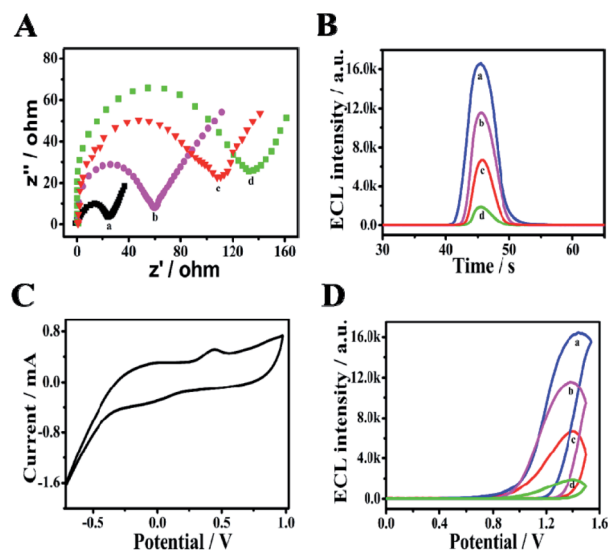 A
80
60
40
20
0
z'' / ohm
a
b
c
d
0
40
80
120
160
z' / ohm
B
16.0k
12.0k
8.0k
4.0k
0.0
ECL intensity / a.u.
a
b
c
d
30
40
50
60
Time / s
C
0.8
0.0
-0.8
-1.6
Current / mA
-0.5
0.0
0.5
1.0
Potential / V
D
16.0k
12.0k
8.0k
4.0k
0.0
ECL intensity / a.u.
a
b
c
d
0.0
0.4
0.8
1.2
1.6
Potential / V